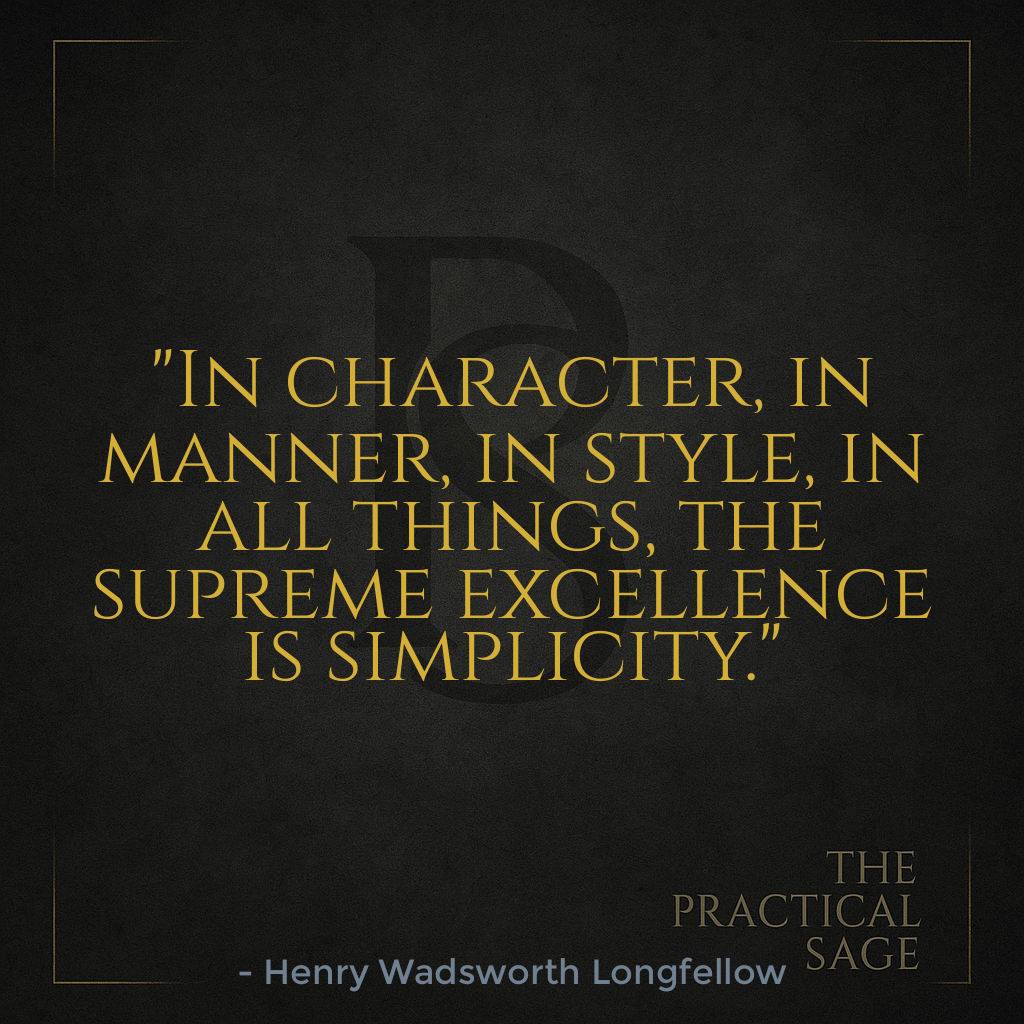 "In character, in
manner, in style, in
all things, the
supreme excellence
is simplicity."
THE
PRACTICAL
SAGE
- Henry Wadsworth Longfellow
PS